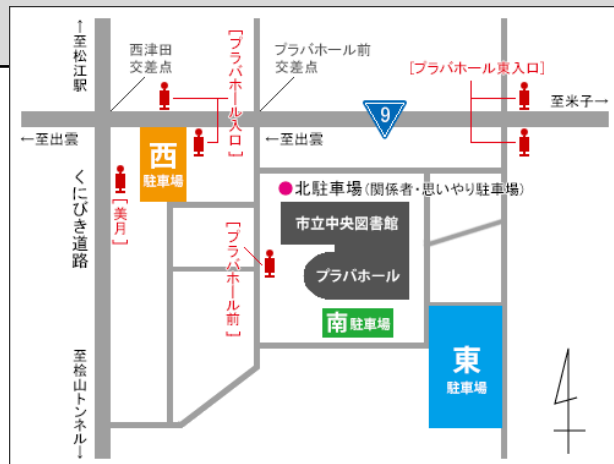 ←至松江駅
西津田
交差点
[プラバホール入口]
プラバホール前
交差点
[プラバホール東入口]
至米子→
9
←至出雲
←至出雲
西
駐車場
くにびき道路
[美月]
●北駐車場(関係者・思いやり駐車場)
市立中央図書館
プラバホール
[プラバホール前]
南駐車場
東
駐車場
至桧山トンネル→